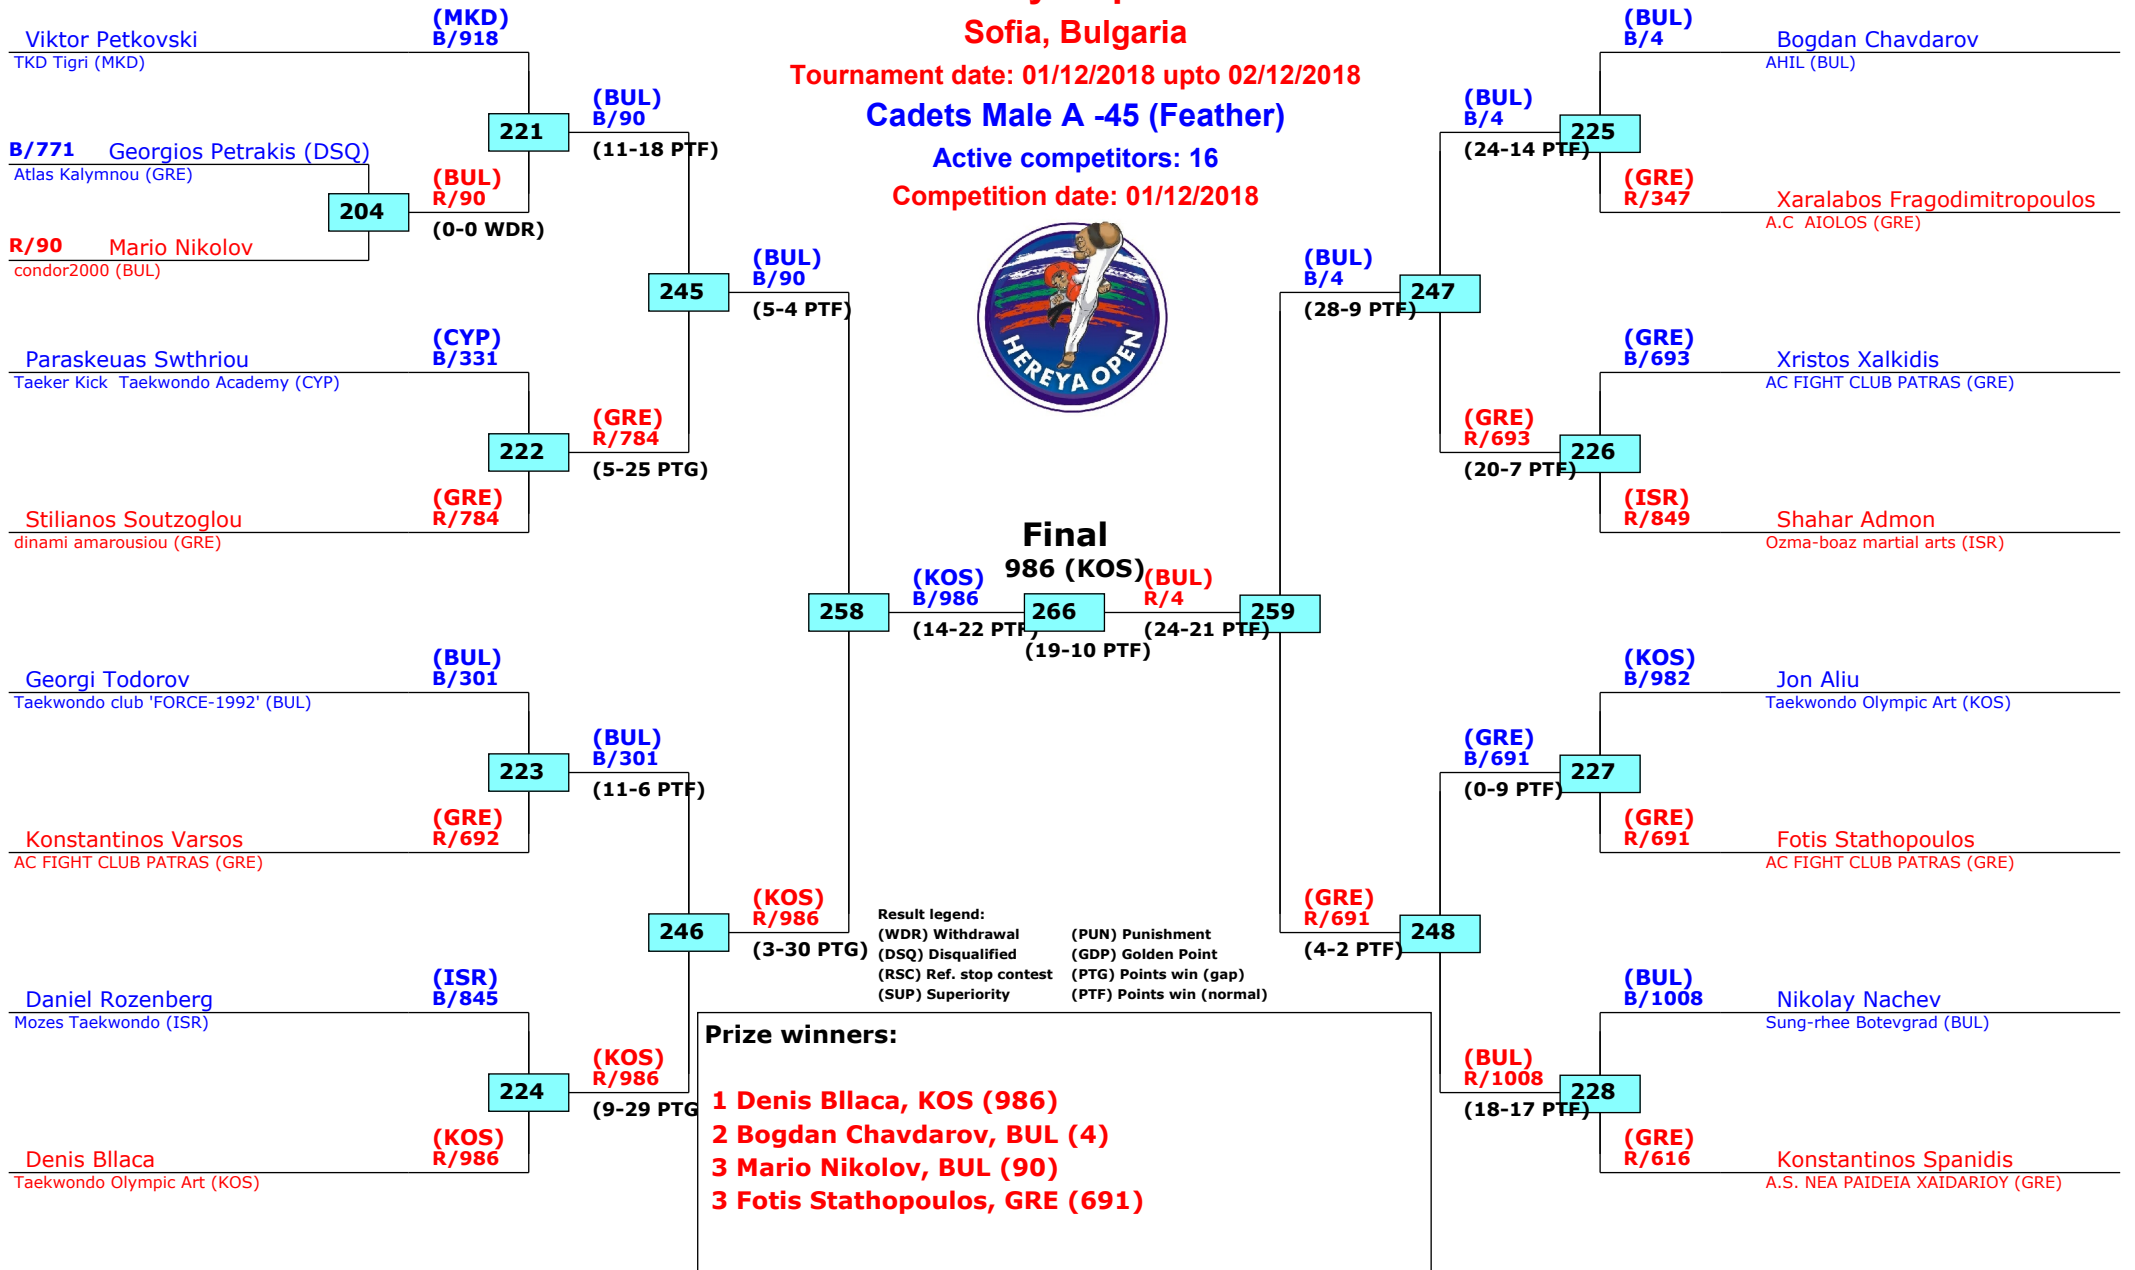 Sofia, Bulgaria
Tournament date: 01/12/2018 upto 02/12/2018
Cadets Male A -45 (Feather)
Active competitors: 16
Competition date: 01/12/2018
HEREYA OPEN
Viktor Petkovski
TKD Tigri (MKD)
(MKD)
B/918
B/771 Georgios Petrakis (DSQ)
Atlas Kalymnou (GRE)
R/90 Mario Nikolov
condor2000 (BUL)
204
(BUL)
R/90
(0-0 WDR)
221
(BUL)
B/90
(11-18 PTF)
Paraskeuas Swthriou
Taeker Kick Taekwondo Academy (CYP)
(CYP)
B/331
Stilianos Soutzoglou
dinami amarousiou (GRE)
(GRE)
R/784
222
(GRE)
R/784
(5-25 PTG)
245
(BUL)
B/90
(5-4 PTF)
Georgi Todorov
Taekwondo club 'FORCE-1992' (BUL)
(BUL)
B/301
Konstantinos Varsos
AC FIGHT CLUB PATRAS (GRE)
(GRE)
R/692
223
(BUL)
B/301
(11-6 PTF)
Daniel Rozenberg
Mozes Taekwondo (ISR)
(ISR)
B/845
Denis Bllaca
Taekwondo Olympic Art (KOS)
(KOS)
R/986
224
(KOS)
R/986
(9-29 PTG
246
(KOS)
R/986
(3-30 PTG)
258
(KOS)
B/986
(14-22 PTF)
Final
986 (KOS)
266
(19-10 PTF)
(BUL)
R/4
(24-21 PTF)
259
(BUL)
B/4
(28-9 PTF)
247
(BUL)
B/4
(24-14 PTF)
225
(BUL)
B/4
Bogdan Chavdarov
AHIL (BUL)
(GRE)
R/347
Xaralabos Fragodimitropoulos
A.C AIOLOS (GRE)
(GRE)
R/693
(20-7 PTF)
226
(GRE)
B/693
Xristos Xalkidis
AC FIGHT CLUB PATRAS (GRE)
(ISR)
R/849
Shahar Admon
Ozma-boaz martial arts (ISR)
(GRE)
R/691
(4-2 PTF)
248
(GRE)
B/691
(0-9 PTF)
227
(KOS)
B/982
Jon Aliu
Taekwondo Olympic Art (KOS)
(GRE)
R/691
Fotis Stathopoulos
AC FIGHT CLUB PATRAS (GRE)
(BUL)
R/1008
(18-17 PTF)
228
(BUL)
B/1008
Nikolay Nachev
Sung-rhee Botevgrad (BUL)
(GRE)
R/616
Konstantinos Spanidis
A.S. NEA PAIDEIA XAIDARIOY (GRE)
Result legend:
(WDR) Withdrawal (PUN) Punishment
(DSQ) Disqualified (GDP) Golden Point
(RSC) Ref. stop contest (PTG) Points win (gap)
(SUP) Superiority (PTF) Points win (normal)
Prize winners:
1 Denis Bllaca, KOS (986)
2 Bogdan Chavdarov, BUL (4)
3 Mario Nikolov, BUL (90)
3 Fotis Stathopoulos, GRE (691)